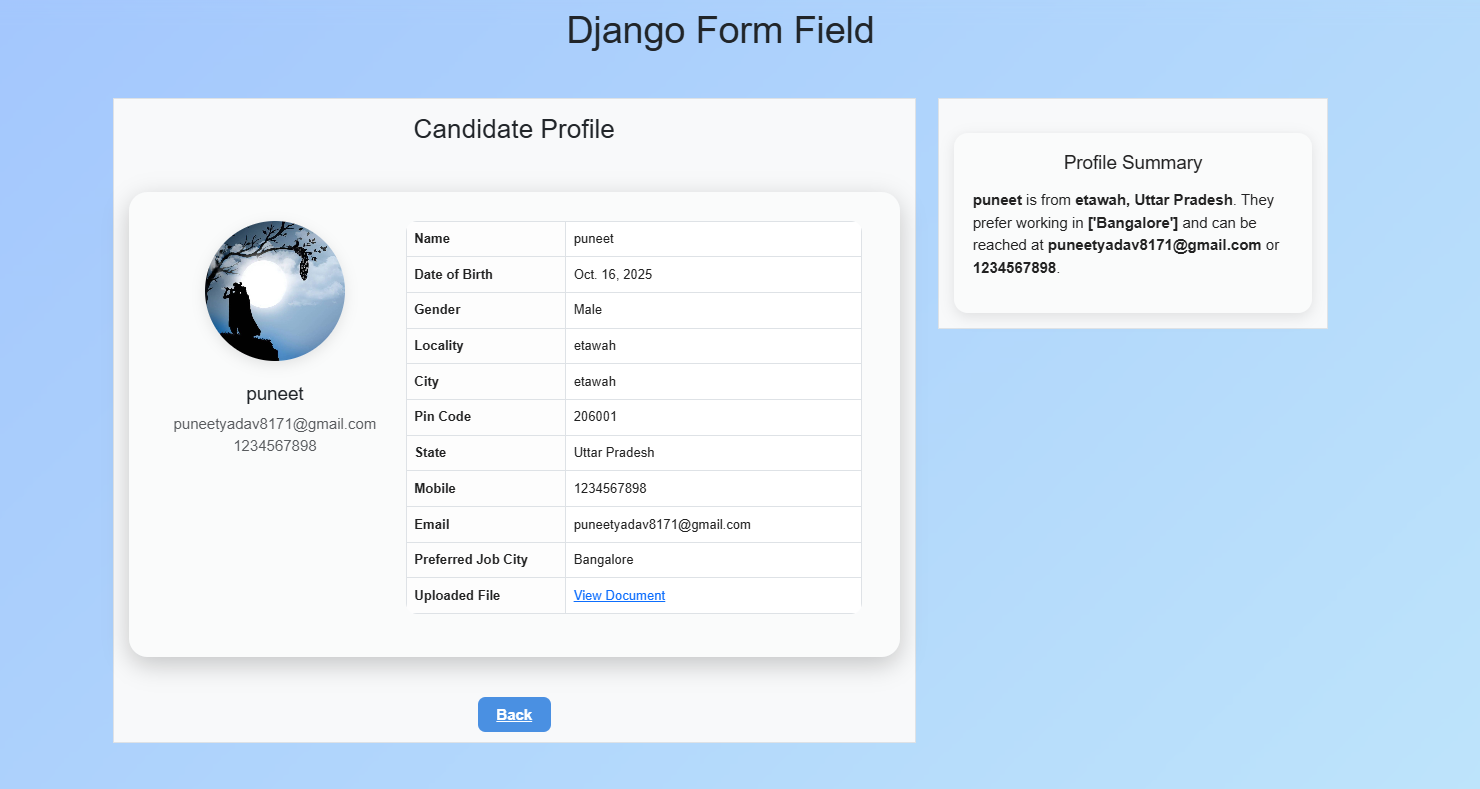 Django Form Field
Candidate Profile
puneet
puneetyadav8171@gmail.com
1234567898
Name puneet
Date of Birth Oct. 16, 2025
Gender Male
Locality etawah
City etawah
Pin Code 206001
State Uttar Pradesh
Mobile 1234567898
Email puneetyadav8171@gmail.com
Preferred Job City Bangalore
Uploaded File View Document
Back
Profile Summary
puneet is from etawah, Uttar Pradesh. They
prefer working in ['Bangalore'] and can be
reached at puneetyadav8171@gmail.com or
1234567898.